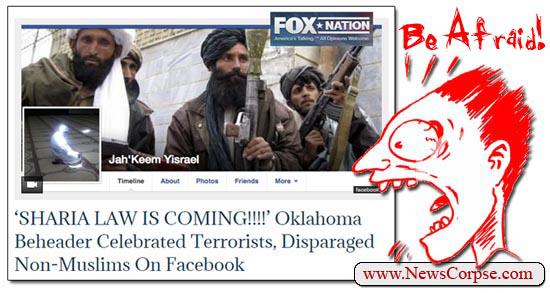 FOX NATION
America's Talking.™ All Opinions Welcome.
Be Afraid!
Jah'Keem Yisrael
Timeline About Photos Friends More
facebook
‘SHARIA LAW IS COMING!!!!’ Oklahoma
Beheader Celebrated Terrorists, Disparaged
Non-Muslims On Facebook
www.NewsCorpse.com